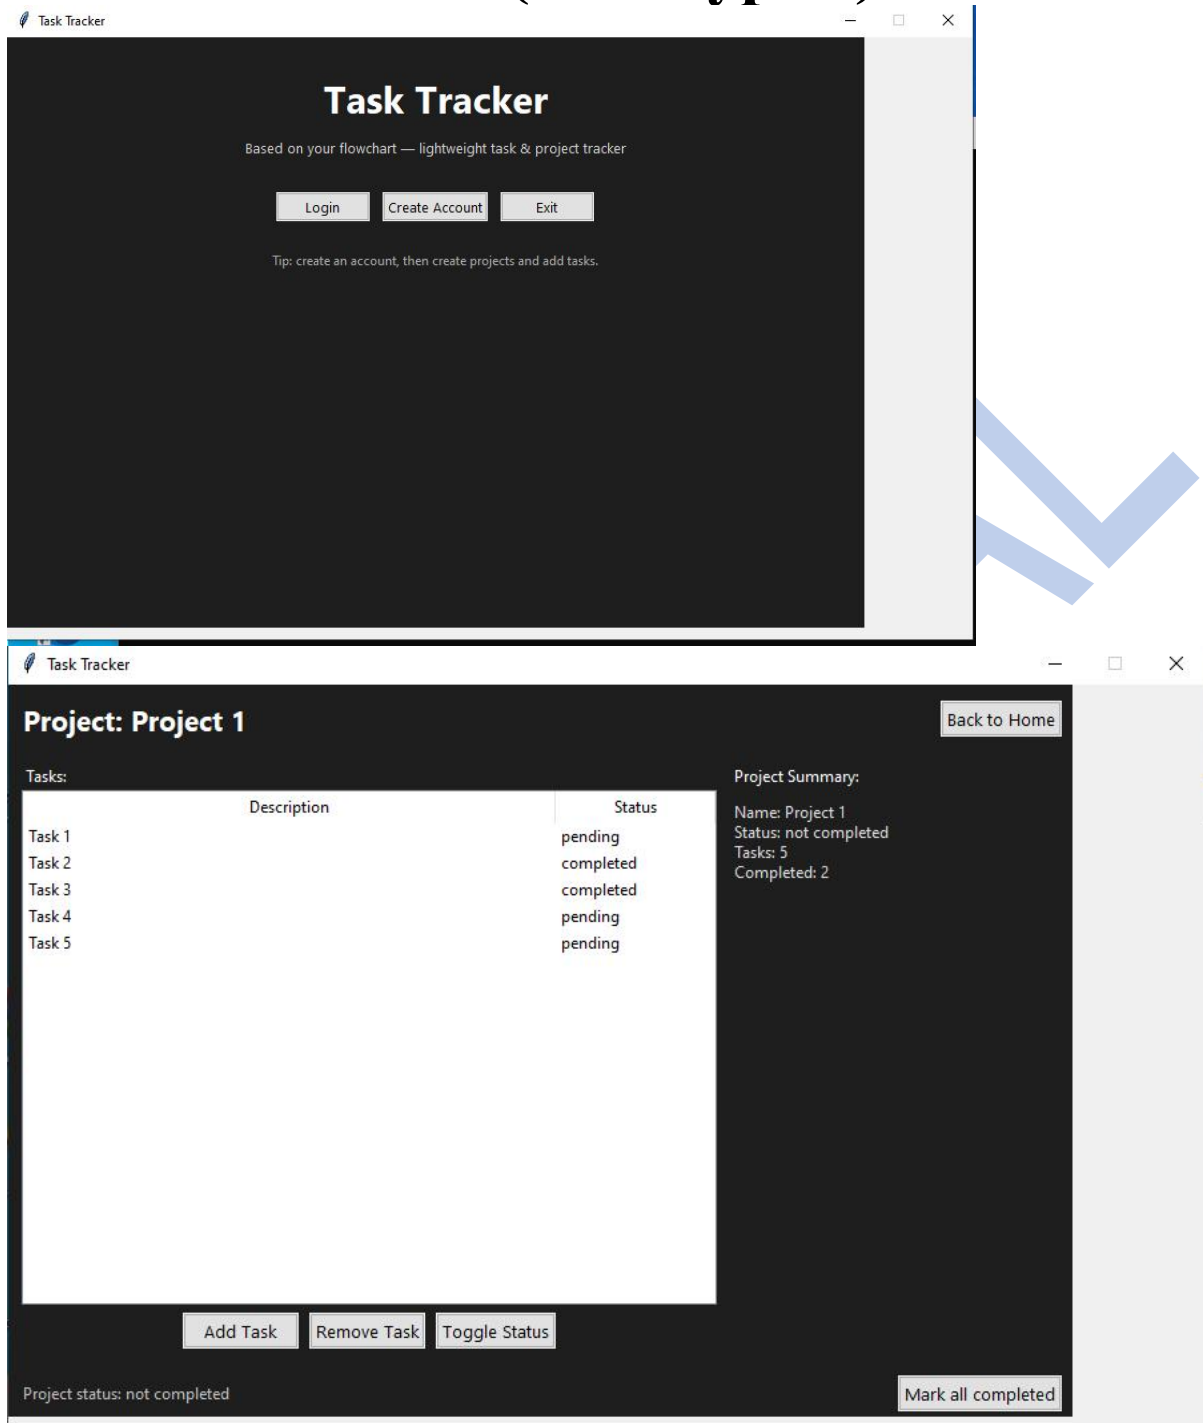 Task Tracker
Task Tracker
Based on your flowchart — lightweight task & project tracker
Login Create Account Exit
Tip: create an account, then create projects and add tasks.
Task Tracker
Project: Project 1 Back to Home
Tasks: Project Summary:
Description Status
Name: Project 1
Task 1 pending
Status: not completed
Task 2 completed
Tasks: 5
Completed: 2
Task 3 completed
Task 4 pending
Task 5 pending
Add Task Remove Task Toggle Status
Project status: not completed Mark all completed